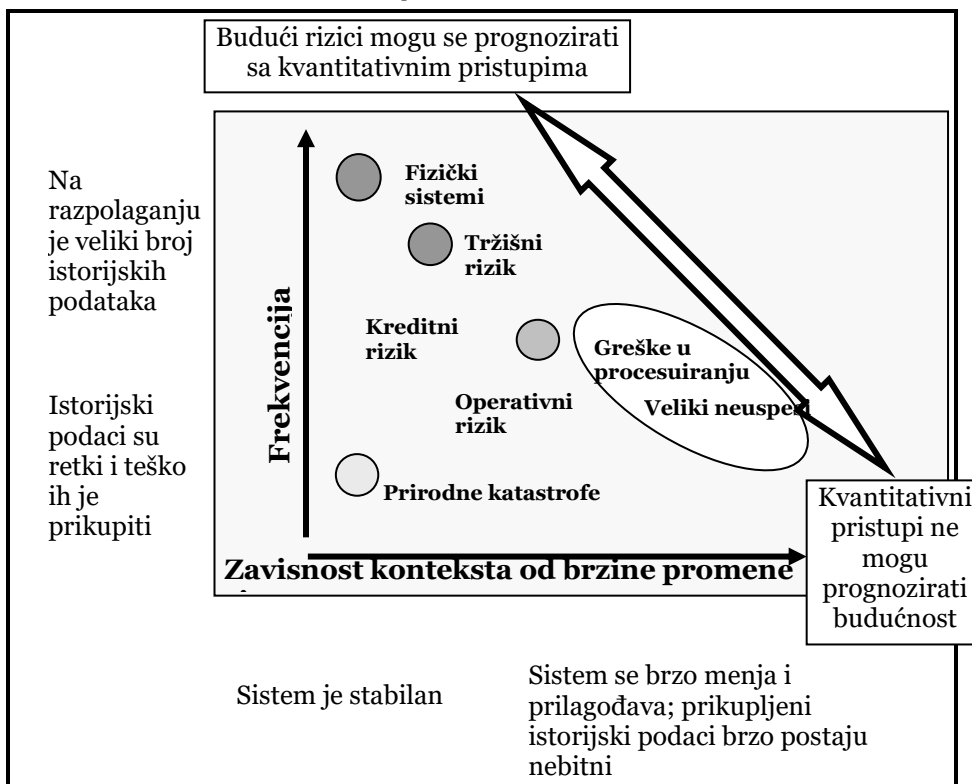 Budući rizici mogu se prognozirati
sa kvantitativnim pristupima
Na
razpolaganju
je veliki broj
istorijskih
podataka
Istorijski
podaci su
retki i teško
ih je
prikupiti
Frekvencija
Fizički
sistemi
Tržišni
rizik
Kreditni
rizik
Operativni
rizik
Greške u
procesuiranju
Veliki neuspesi
Prirodne katastrofe
Zavisnost konteksta od brzine promene
Kvantitativni
pristupi ne
mogu
prognozirati
budućnost
Sistem je stabilan
Sistem se brzo menja i
prilagođava; prikupljeni
istorijski podaci brzo postaju
nebitni